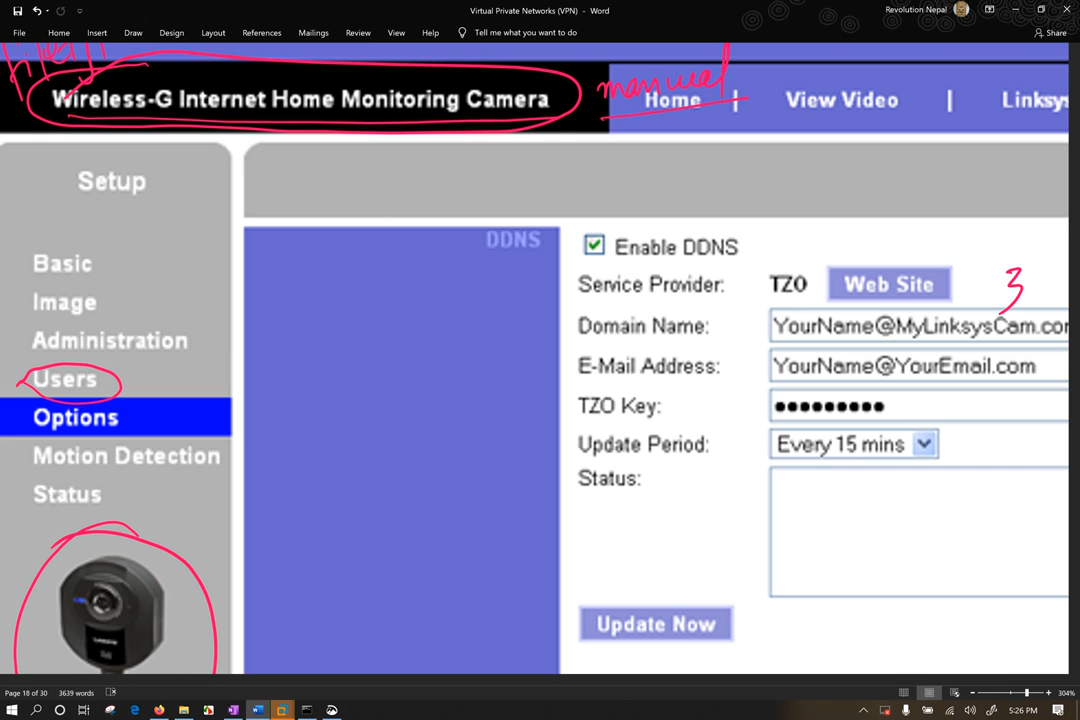 Virtual Private Networks (VPN) - Word
Revolution Nepal
File Home Insert Draw Design Layout References Mailings Review View Help Tell me what you want to do
Share
manual
Wireless-G Internet Home Monitoring Camera
Home | View Video | Linksys
Setup
Basic
Image
Administration
Users
Options
Motion Detection
Status
DDNS
Enable DDNS
Service Provider: TZO Web Site
3
Domain Name: YourName@MyLinksysCam.com
E-Mail Address: YourName@YourEmail.com
TZO Key: •••••••••
Update Period: Every 15 mins
Status:
Update Now
Page 18 of 30 3639 words
304%
5:26 PM